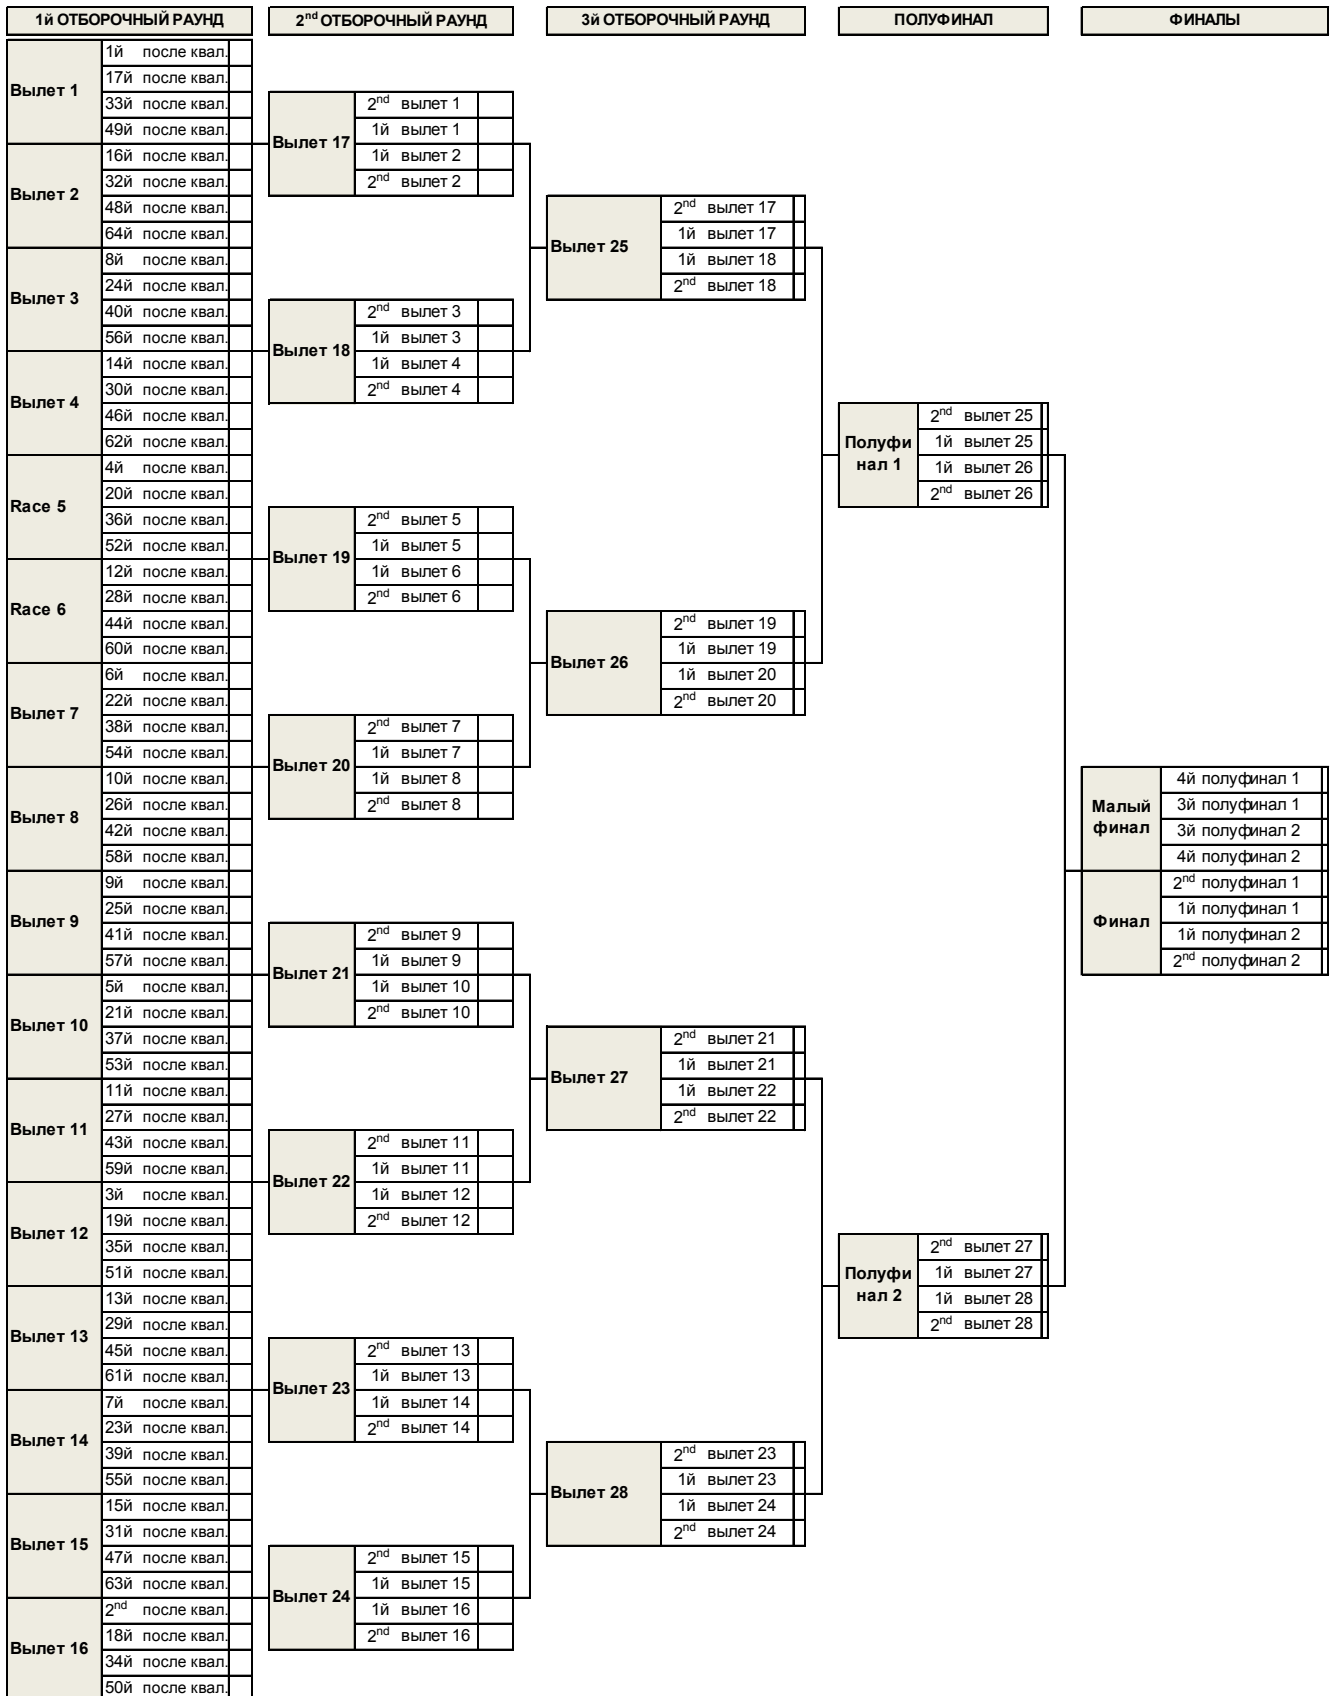 1й ОТБОРОЧНЫЙ РАУНД
2nd ОТБОРОЧНЫЙ РАУНД
3й ОТБОРОЧНЫЙ РАУНД
ПОЛУФИНАЛ
ФИНАЛЫ
Вылет 1
1й после квал.
17й после квал.
33й после квал.
49й после квал.
Вылет 2
16й после квал.
32й после квал.
48й после квал.
64й после квал.
Вылет 3
8й после квал.
24й после квал.
40й после квал.
56й после квал.
Вылет 4
14й после квал.
30й после квал.
46й после квал.
62й после квал.
Race 5
4й после квал.
20й после квал.
36й после квал.
52й после квал.
Race 6
12й после квал.
28й после квал.
44й после квал.
60й после квал.
Вылет 7
6й после квал.
22й после квал.
38й после квал.
54й после квал.
Вылет 8
10й после квал.
26й после квал.
42й после квал.
58й после квал.
Вылет 9
9й после квал.
25й после квал.
41й после квал.
57й после квал.
Вылет 10
5й после квал.
21й после квал.
37й после квал.
53й после квал.
Вылет 11
11й после квал.
27й после квал.
43й после квал.
59й после квал.
Вылет 12
3й после квал.
19й после квал.
35й после квал.
51й после квал.
Вылет 13
13й после квал.
29й после квал.
45й после квал.
61й после квал.
Вылет 14
7й после квал.
23й после квал.
39й после квал.
55й после квал.
Вылет 15
15й после квал.
31й после квал.
47й после квал.
63й после квал.
Вылет 16
2nd после квал.
18й после квал.
34й после квал.
50й после квал.
Вылет 17
2nd вылет 1
1й вылет 1
1й вылет 2
2nd вылет 2
Вылет 18
2nd вылет 3
1й вылет 3
1й вылет 4
2nd вылет 4
Вылет 19
2nd вылет 5
1й вылет 5
1й вылет 6
2nd вылет 6
Вылет 20
2nd вылет 7
1й вылет 7
1й вылет 8
2nd вылет 8
Вылет 21
2nd вылет 9
1й вылет 9
1й вылет 10
2nd вылет 10
Вылет 22
2nd вылет 11
1й вылет 11
1й вылет 12
2nd вылет 12
Вылет 23
2nd вылет 13
1й вылет 13
1й вылет 14
2nd вылет 14
Вылет 24
2nd вылет 15
1й вылет 15
1й вылет 16
2nd вылет 16
Вылет 25
2nd вылет 17
1й вылет 17
1й вылет 18
2nd вылет 18
Вылет 26
2nd вылет 19
1й вылет 19
1й вылет 20
2nd вылет 20
Вылет 27
2nd вылет 21
1й вылет 21
1й вылет 22
2nd вылет 22
Вылет 28
2nd вылет 23
1й вылет 23
1й вылет 24
2nd вылет 24
Полуфи
нал 1
2nd вылет 25
1й вылет 25
1й вылет 26
2nd вылет 26
Полуфи
нал 2
2nd вылет 27
1й вылет 27
1й вылет 28
2nd вылет 28
Малый
финал
4й полуфинал 1
3й полуфинал 1
3й полуфинал 2
4й полуфинал 2
Финал
2nd полуфинал 1
1й полуфинал 1
1й полуфинал 2
2nd полуфинал 2